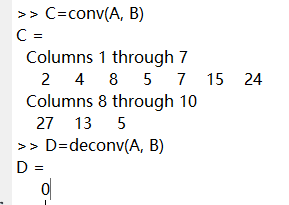 >> C=conv(A, B)
C =
Columns 1 through 7
2 4 8 5 7 15 24
Columns 8 through 10
27 13 5
>> D=deconv(A, B)
D =
0